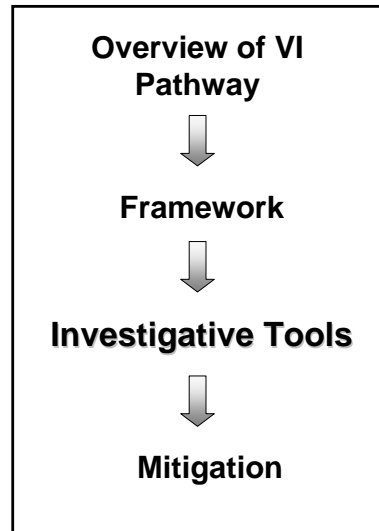 Overview of VI
Pathway
Framework
Investigative Tools
Mitigation